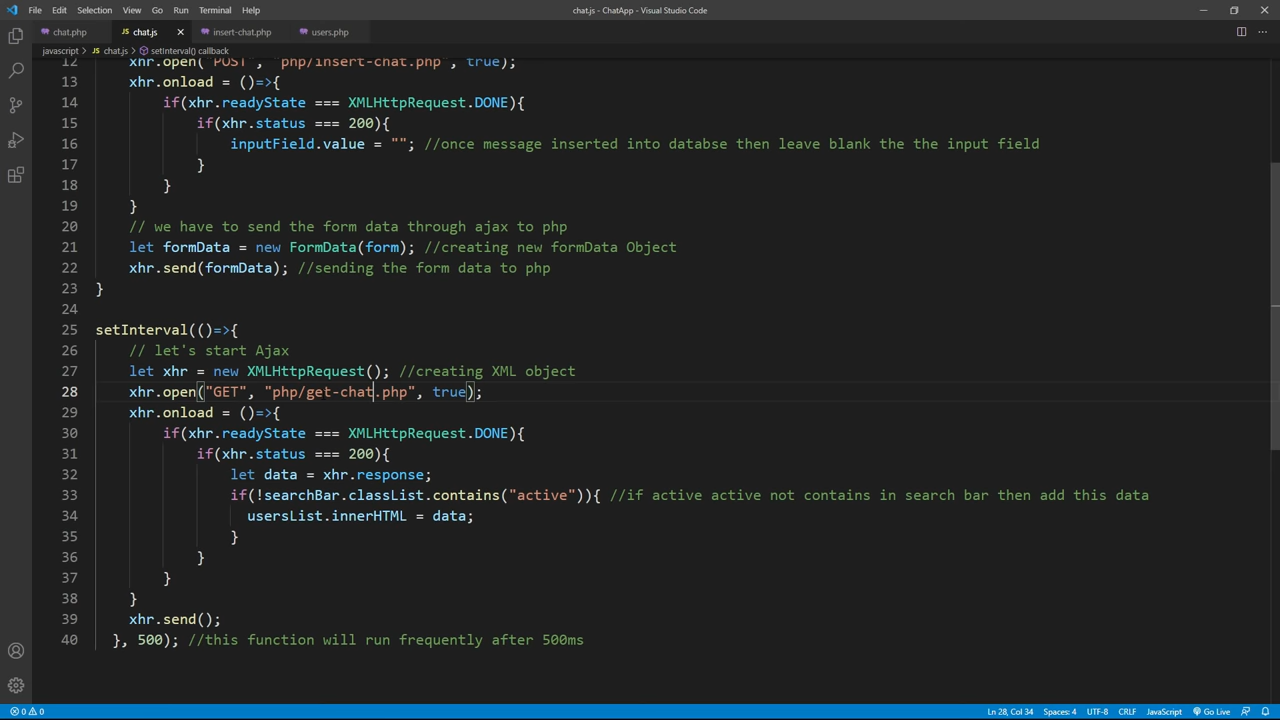 File Edit Selection View Go Run Terminal Help
chat.js - ChatApp - Visual Studio Code
chat.php JS chat.js × insert-chat.php users.php
javascript > JS chat.js > setInterval() callback
12 xhr.open("POST", "php/insert-chat.php", true);
13 xhr.onload = ()=>{
14 if(xhr.readyState === XMLHttpRequest.DONE){
15 if(xhr.status === 200){
16 inputField.value = ""; //once message inserted into databse then leave blank the the input field
17 }
18 }
19 }
20 // we have to send the form data through ajax to php
21 let formData = new FormData(form); //creating new formData Object
22 xhr.send(formData); //sending the form data to php
23 }
24
25 setInterval(()=>{
26 // let's start Ajax
27 let xhr = new XMLHttpRequest(); //creating XML object
28 xhr.open("GET", "php/get-chat.php", true);
29 xhr.onload = ()=>{
30 if(xhr.readyState === XMLHttpRequest.DONE){
31 if(xhr.status === 200){
32 let data = xhr.response;
33 if(!searchBar.classList.contains("active")){ //if active active not contains in search bar then add this data
34 usersList.innerHTML = data;
35 }
36 }
37 }
38 }
39 xhr.send();
40 }, 500); //this function will run frequently after 500ms
0 0 Ln 28, Col 34 Spaces: 4 UTF-8 CRLF JavaScript Go Live